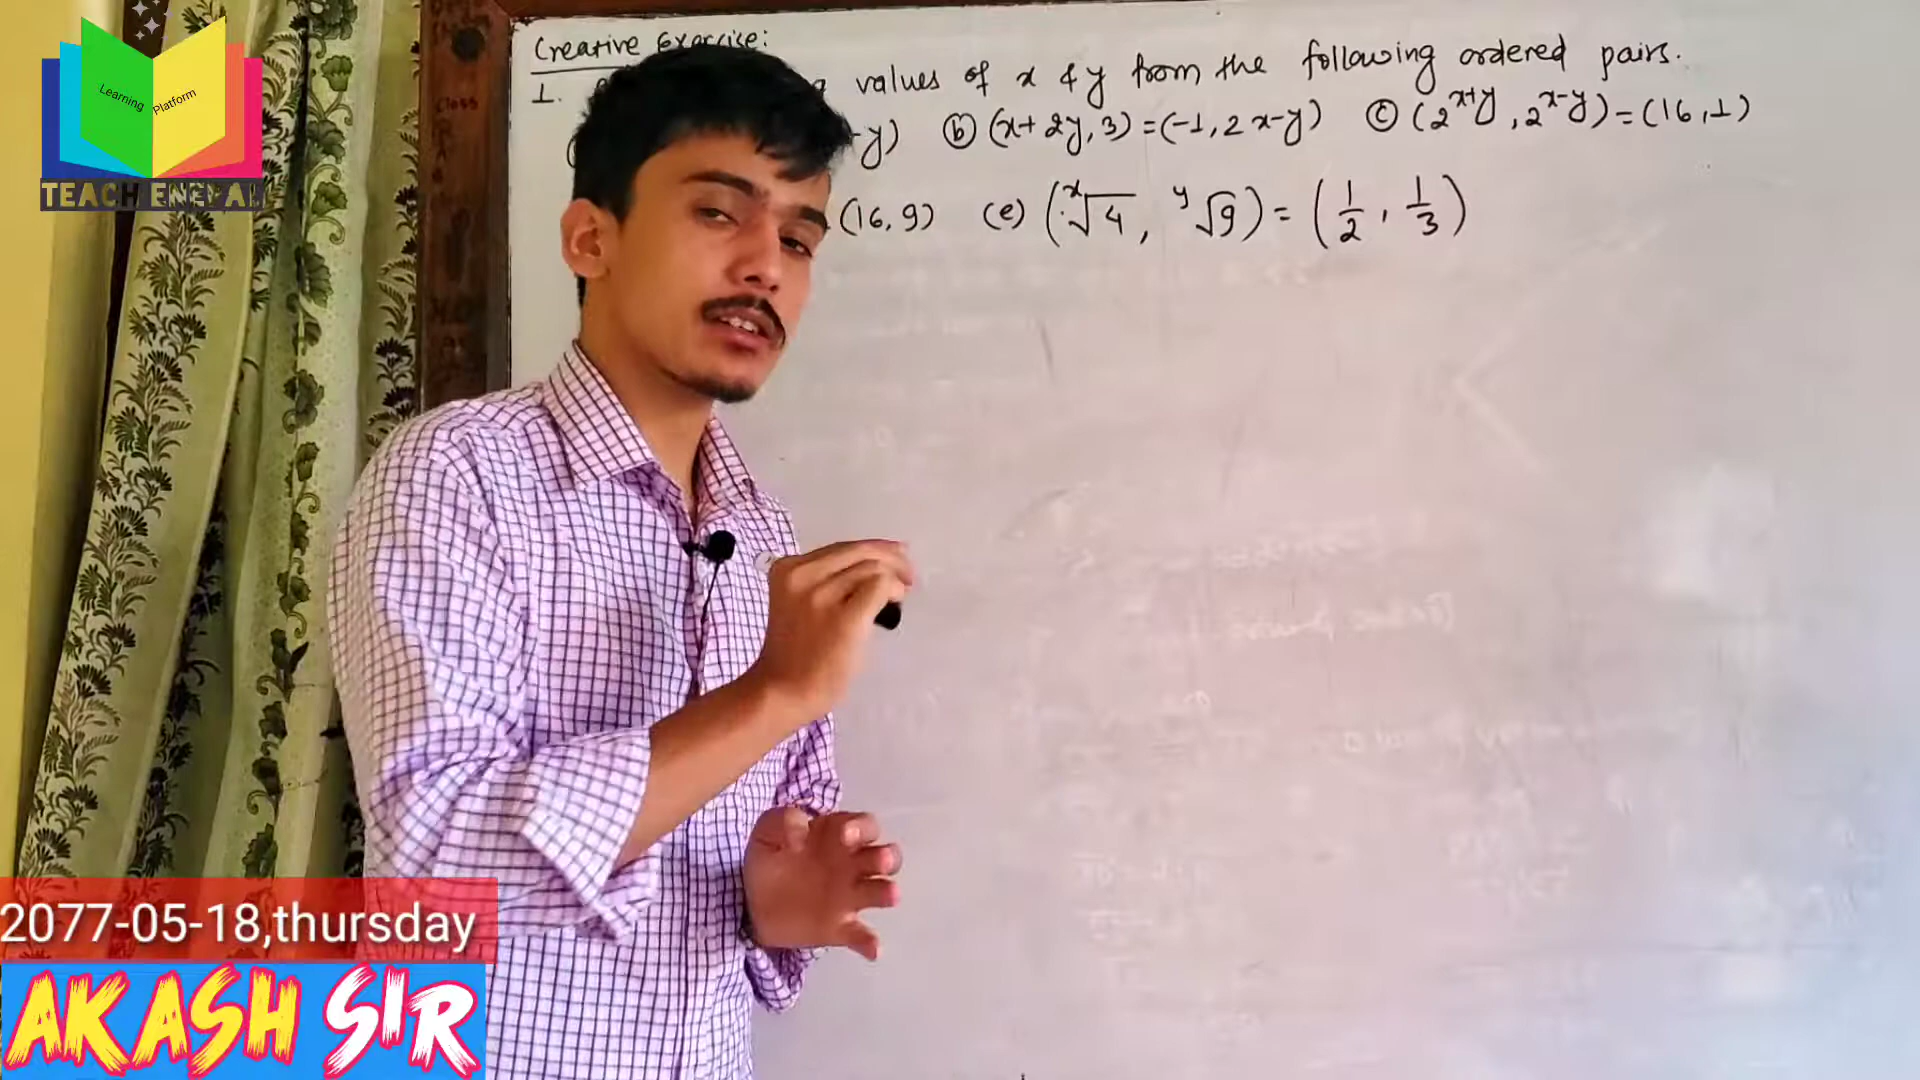 Learning Platform
TEACH ENEPAL
Creative Exercise:
1. values of x & y from the following ordered pairs.
-y) ⓑ (x+2y, 3) = (-1, 2x-y) ⓒ (2^{x+y}, 2^{x-y}) = (16, 1)
(16, 9) (e) (ˣ√4, ʸ√9) = (1/2, 1/3)
2077-05-18,thursday
AKASH SIR